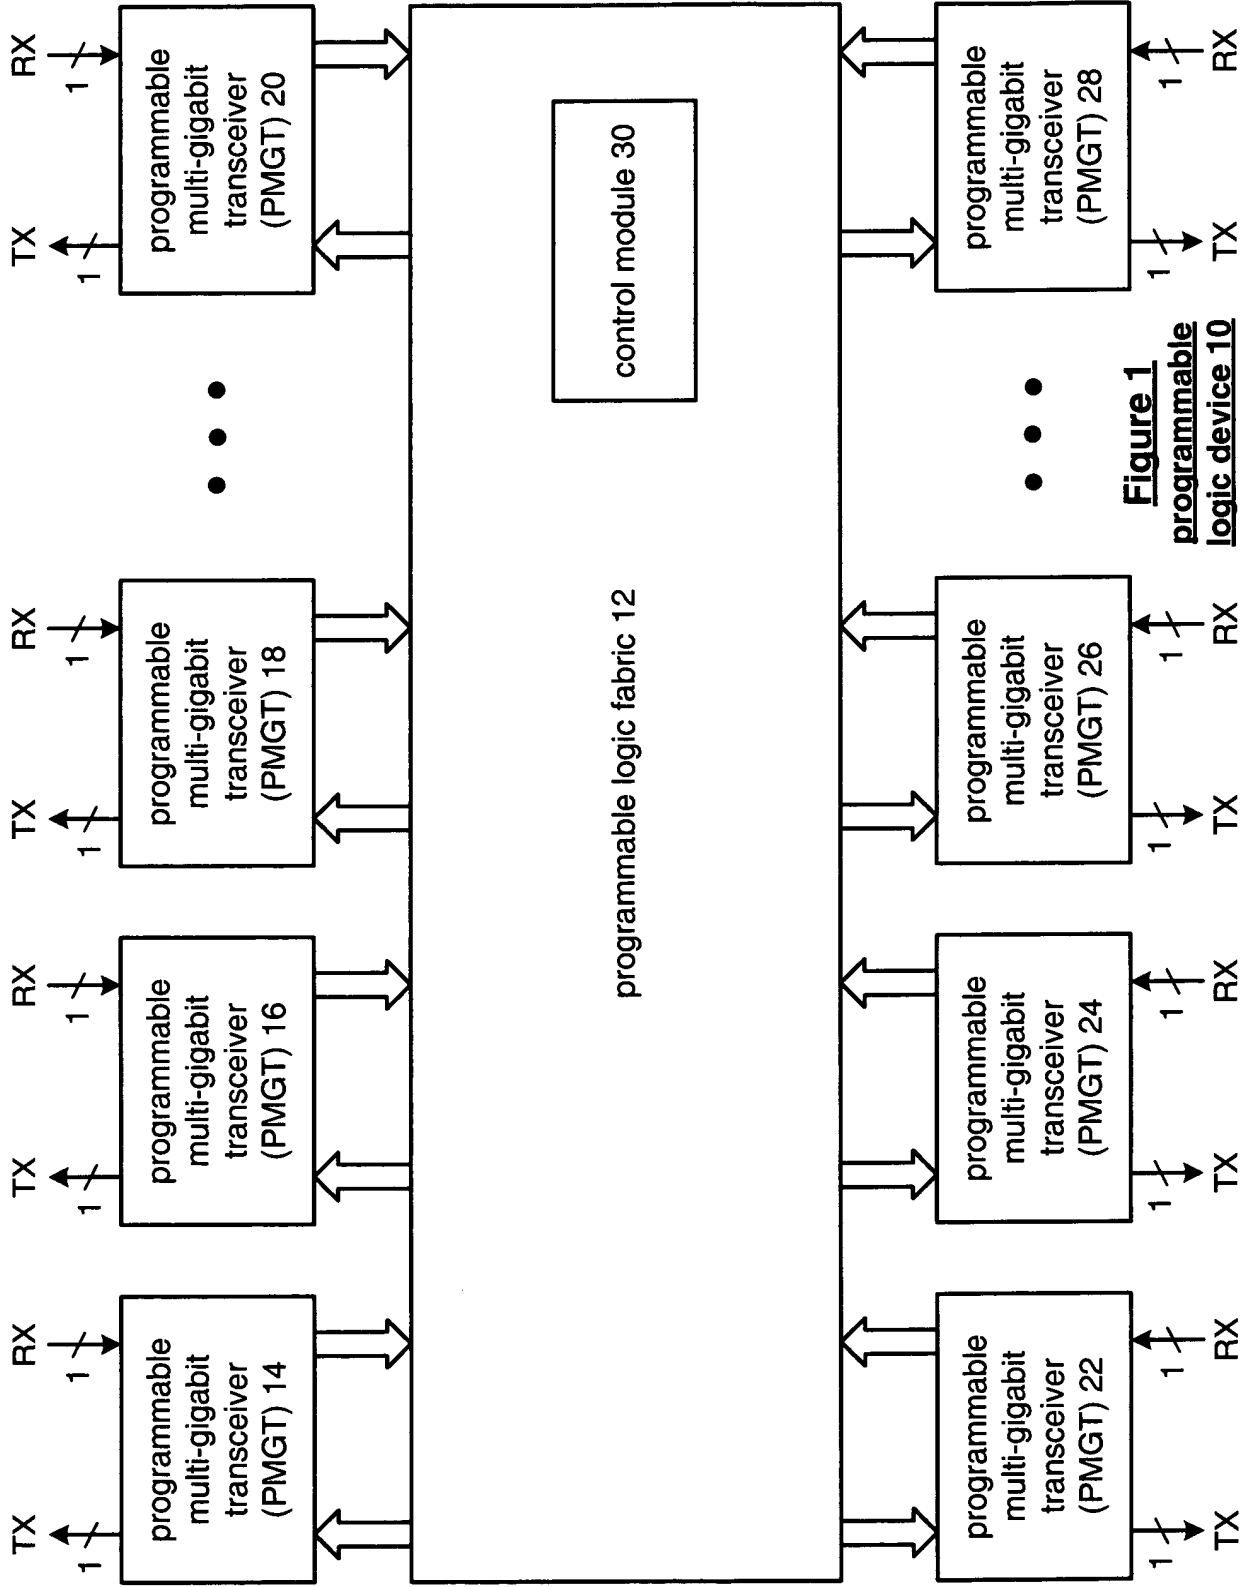 TX
RX
TX
RX
TX
RX
TX
RX
1
1
1
1
1
1
1
1
programmable
multi-gigabit
transceiver
(PMGT) 14
programmable
multi-gigabit
transceiver
(PMGT) 16
programmable
multi-gigabit
transceiver
(PMGT) 18
programmable
multi-gigabit
transceiver
(PMGT) 20
programmable logic fabric 12
control module 30
programmable
multi-gigabit
transceiver
(PMGT) 22
programmable
multi-gigabit
transceiver
(PMGT) 24
programmable
multi-gigabit
transceiver
(PMGT) 26
programmable
multi-gigabit
transceiver
(PMGT) 28
1
1
1
1
1
1
1
1
TX
RX
TX
RX
TX
RX
TX
RX
Figure 1
programmable
logic device 10